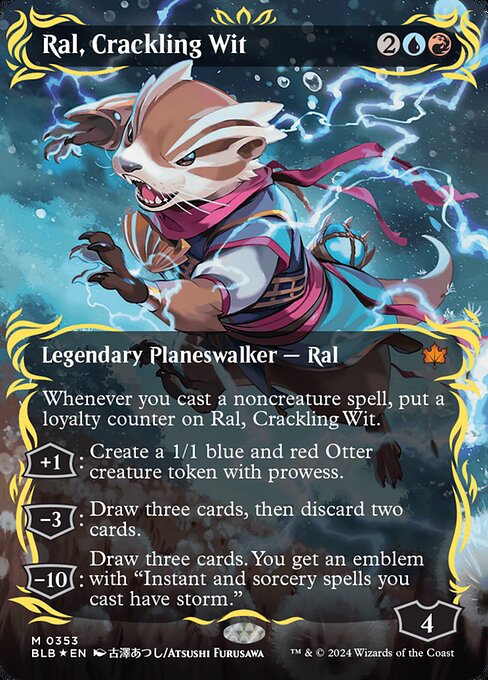 Ral, Crackling Wit 2
Legendary Planeswalker — Ral
Whenever you cast a noncreature spell, put a
loyalty counter on Ral, Crackling Wit.
+1: Create a 1/1 blue and red Otter
creature token with prowess.
−3: Draw three cards, then discard two
cards.
Draw three cards. You get an emblem
−10: with “Instant and sorcery spells you
cast have storm.”
4
M 0353
BLB ★ EN 古澤あつし/Atsushi Furusawa
™ & © 2024 Wizards of the Coast